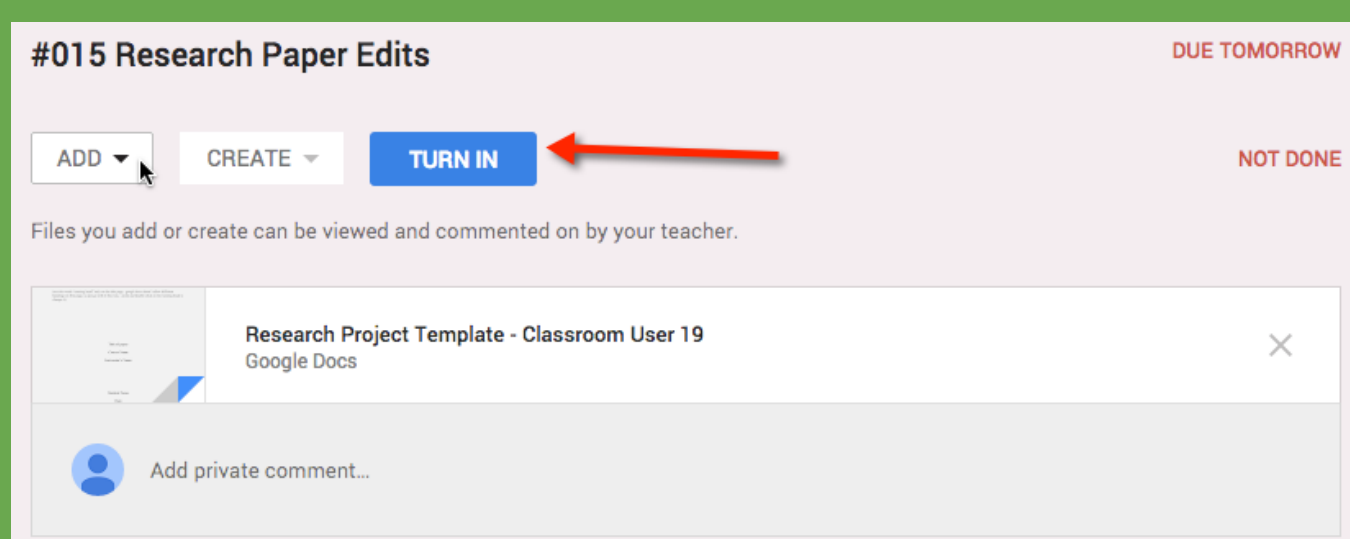 #015 Research Paper Edits
DUE TOMORROW
ADD
CREATE
TURN IN
NOT DONE
Files you add or create can be viewed and commented on by your teacher.
Research Project Template - Classroom User 19
Google Docs
Add private comment...